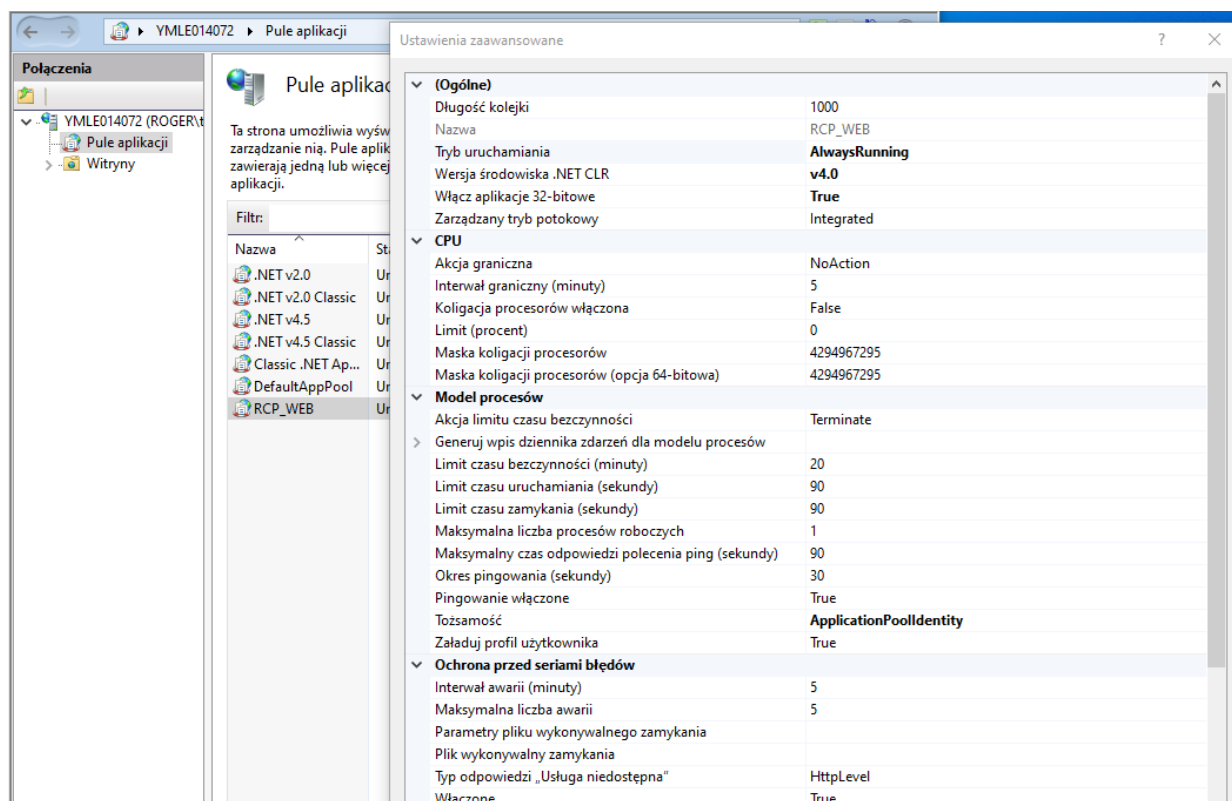 YMLE014072 Pule aplikacji
Ustawienia zaawansowane ?
Połączenia
YMLE014072 (ROGER\t
Pule aplikacji
Witryny
Pule aplikac
Ta strona umożliwia wyśw
zarządzanie nią. Pule aplik
zawierają jedną lub więcej
aplikacji.
Filtr:
Nazwa St
.NET v2.0 Ur
.NET v2.0 Classic Ur
.NET v4.5 Ur
.NET v4.5 Classic Ur
Classic .NET Ap... Ur
DefaultAppPool Ur
RCP_WEB Ur
(Ogólne)
Długość kolejki 1000
Nazwa RCP_WEB
Tryb uruchamiania AlwaysRunning
Wersja środowiska .NET CLR v4.0
Włącz aplikacje 32-bitowe True
Zarządzany tryb potokowy Integrated
CPU
Akcja graniczna NoAction
Interwał graniczny (minuty) 5
Koligacja procesorów włączona False
Limit (procent) 0
Maska koligacji procesorów 4294967295
Maska koligacji procesorów (opcja 64-bitowa) 4294967295
Model procesów
Akcja limitu czasu bezczynności Terminate
Generuj wpis dziennika zdarzeń dla modelu procesów
Limit czasu bezczynności (minuty) 20
Limit czasu uruchamiania (sekundy) 90
Limit czasu zamykania (sekundy) 90
Maksymalna liczba procesów roboczych 1
Maksymalny czas odpowiedzi polecenia ping (sekundy) 90
Okres pingowania (sekundy) 30
Pingowanie włączone True
Tożsamość ApplicationPoolIdentity
Załaduj profil użytkownika True
Ochrona przed seriami błędów
Interwał awarii (minuty) 5
Maksymalna liczba awarii 5
Parametry pliku wykonywalnego zamykania
Plik wykonywalny zamykania
Typ odpowiedzi „Usługa niedostępna” HttpLevel
Włączone True